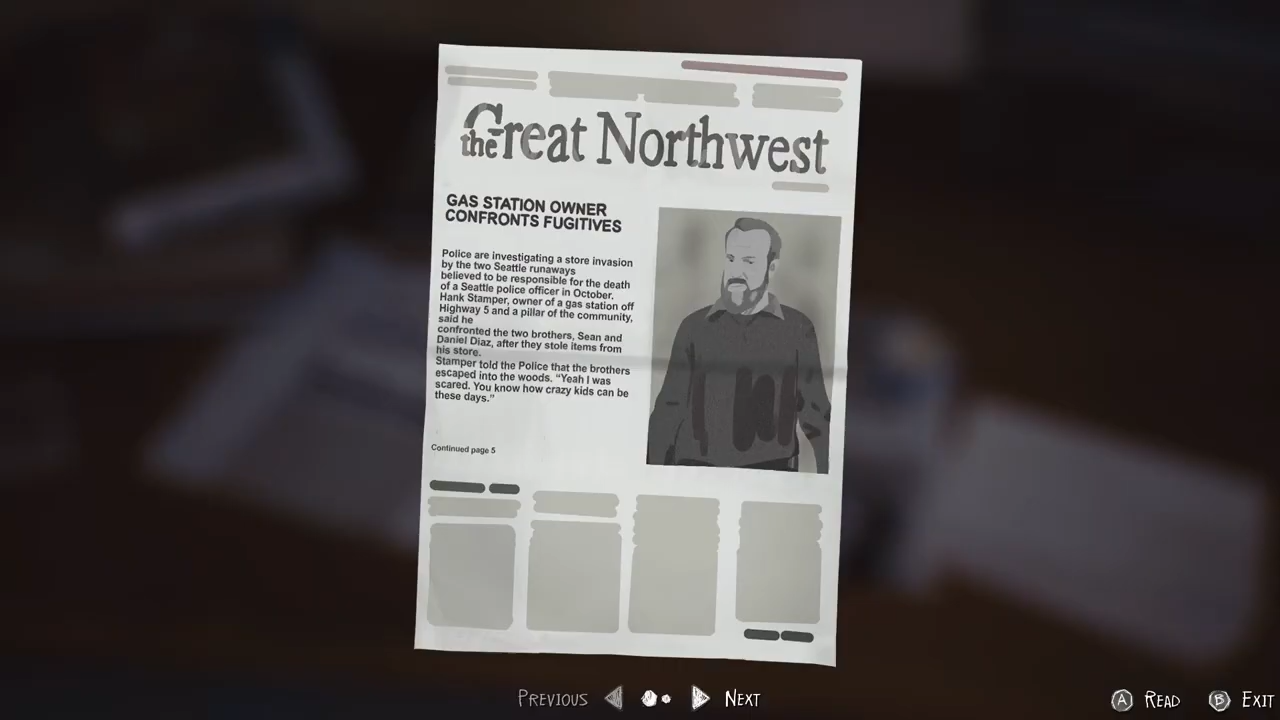 the Great Northwest
GAS STATION OWNER
CONFRONTS FUGITIVES
Police are investigating a store invasion
by the two Seattle runaways
believed to be responsible for the death
of a Seattle police officer in October.
Hank Stamper, owner of a gas station off
Highway 5 and a pillar of the community,
said he
confronted the two brothers, Sean and
Daniel Diaz, after they stole items from
his store.
Stamper told the Police that the brothers
escaped into the woods. “Yeah I was
scared. You know how crazy kids can be
these days.”
Continued page 5
PREVIOUS NEXT
A READ B EXIT